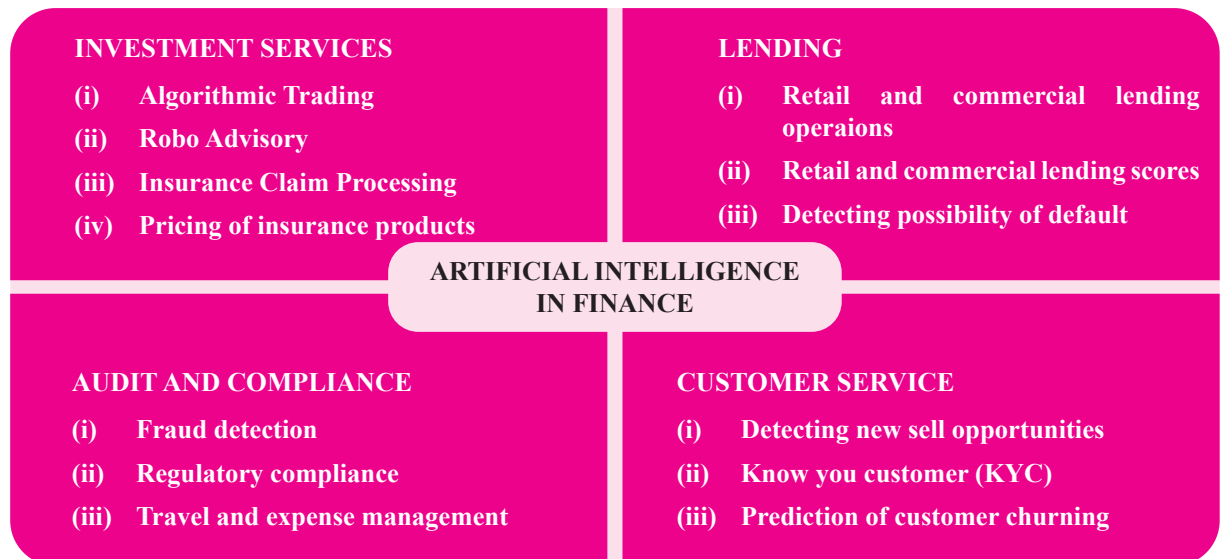 INVESTMENT SERVICES
(i) Algorithmic Trading
(ii) Robo Advisory
(iii) Insurance Claim Processing
(iv) Pricing of insurance products
LENDING
(i) Retail and commercial lending
operaions
(ii) Retail and commercial lending scores
(iii) Detecting possibility of default
ARTIFICIAL INTELLIGENCE
IN FINANCE
AUDIT AND COMPLIANCE
(i) Fraud detection
(ii) Regulatory compliance
(iii) Travel and expense management
CUSTOMER SERVICE
(i) Detecting new sell opportunities
(ii) Know you customer (KYC)
(iii) Prediction of customer churning